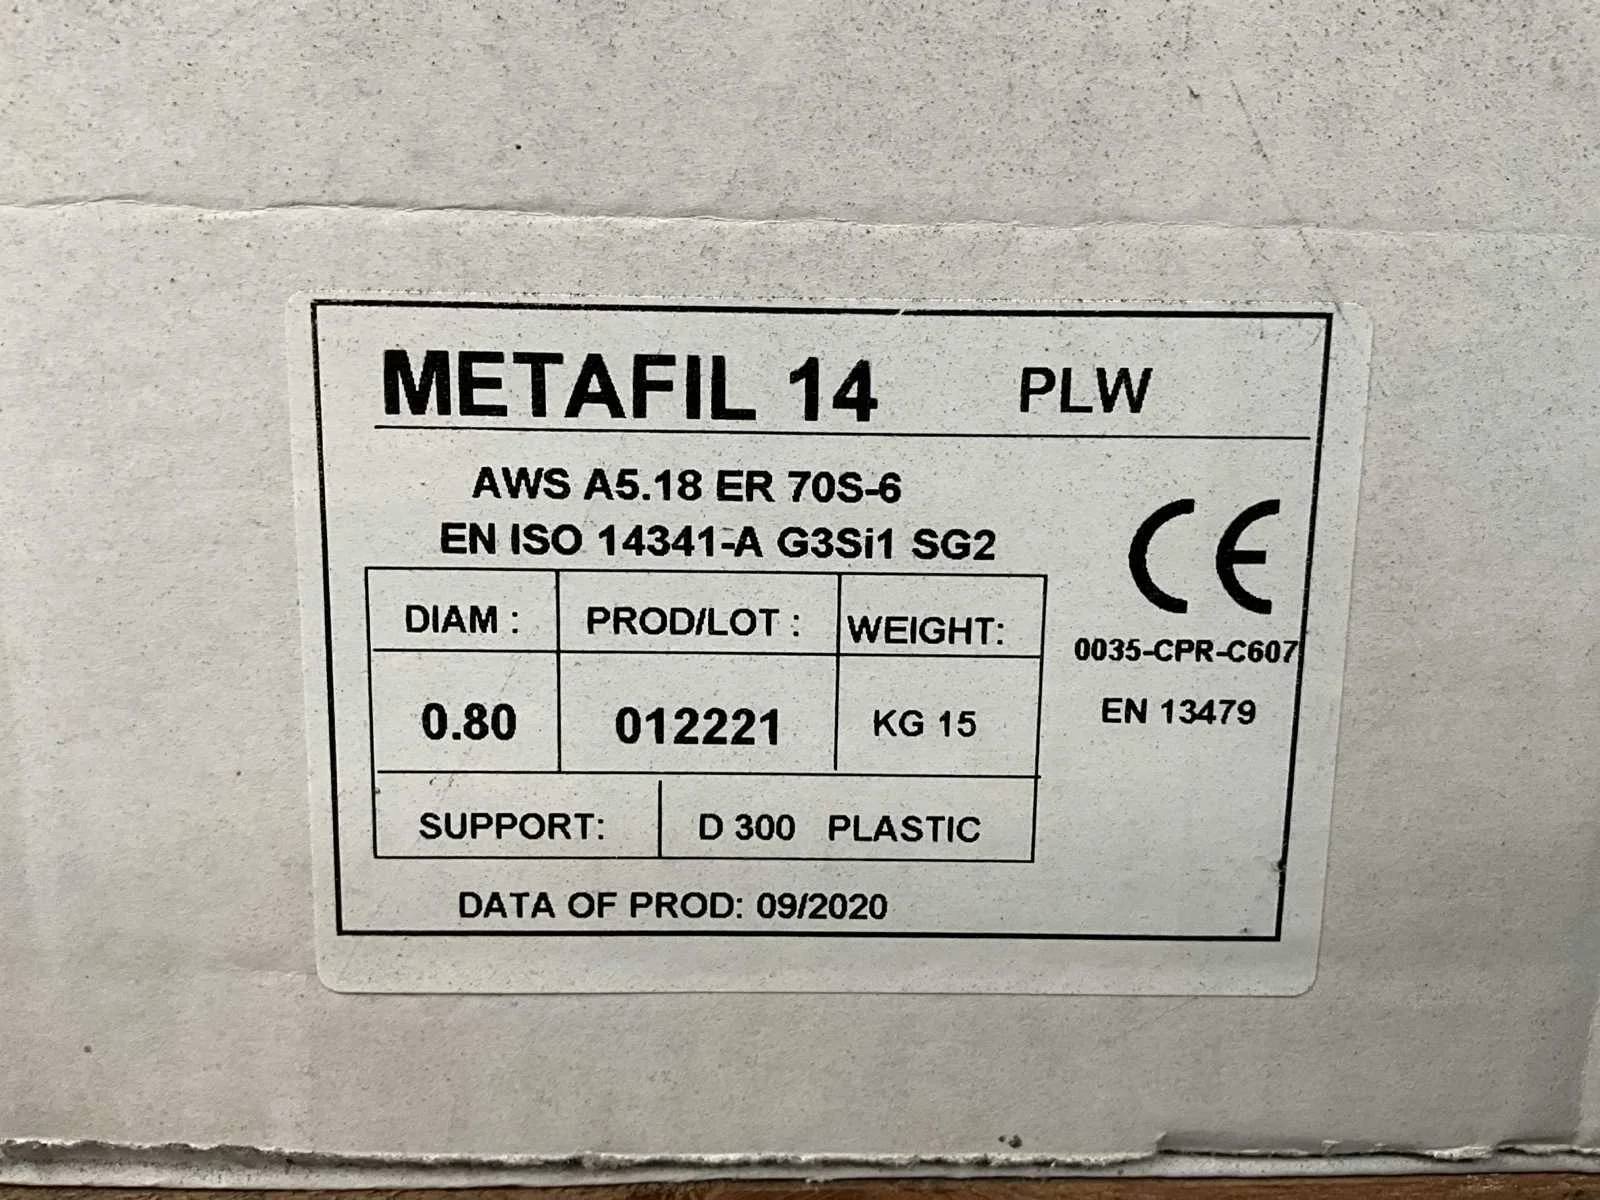 METAFIL 14 PLW
AWS A5.18 ER 70S-6
EN ISO 14341-A G3Si1 SG2
CE
DIAM : PROD/LOT : WEIGHT:
0035-CPR-C607
0.80 012221 KG 15
EN 13479
SUPPORT: D 300 PLASTIC
DATA OF PROD: 09/2020